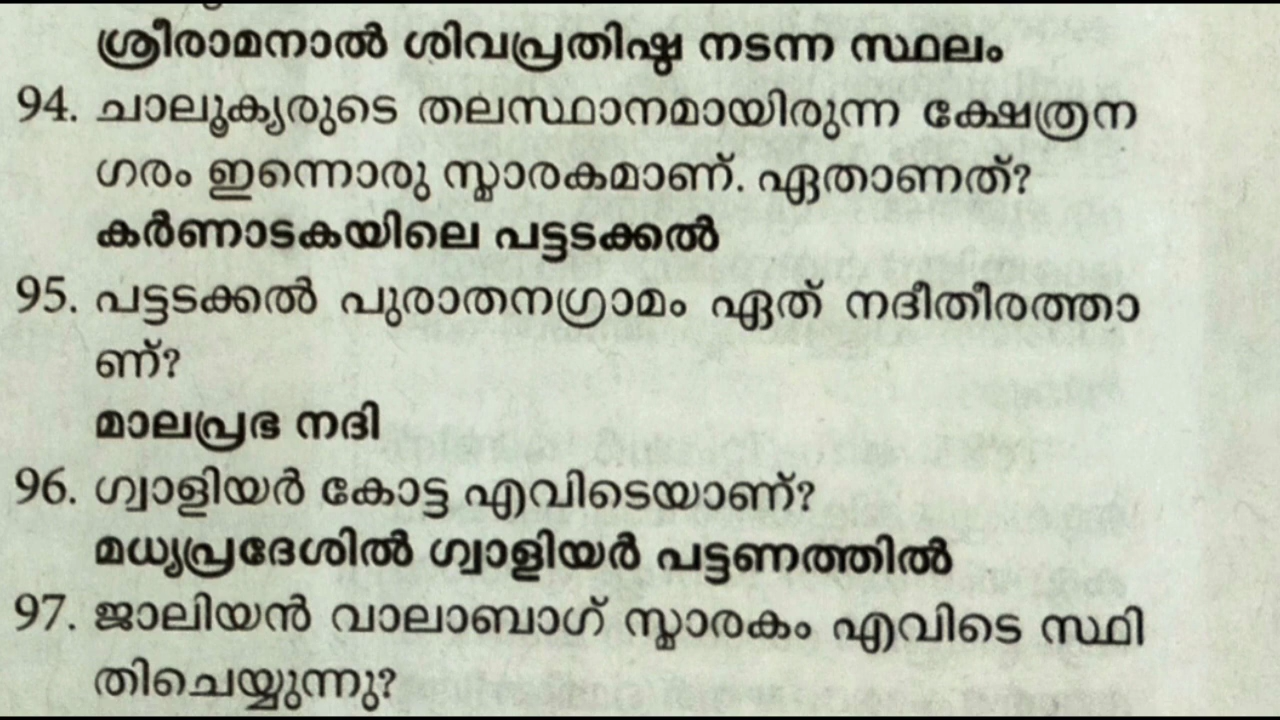 ശ്രീരാമനാൽ ശിവപ്രതിഷ്ഠ നടന്ന സ്ഥലം
94. ചാലൂക്യരുടെ തലസ്ഥാനമായിരുന്ന ക്ഷേത്രന
ഗരം ഇന്നൊരു സ്മാരകമാണ്. ഏതാണത്?
കർണാടകയിലെ പട്ടടക്കൽ
95. പട്ടടക്കൽ പുരാതനഗ്രാമം ഏത് നദീതീരത്താ
ണ്?
മാലപ്രഭ നദി
96. ഗ്വാളിയർ കോട്ട എവിടെയാണ്?
മധ്യപ്രദേശിൽ ഗ്വാളിയർ പട്ടണത്തിൽ
97. ജാലിയൻ വാലാബാഗ് സ്മാരകം എവിടെ സ്ഥി
തിചെയ്യുന്നു?